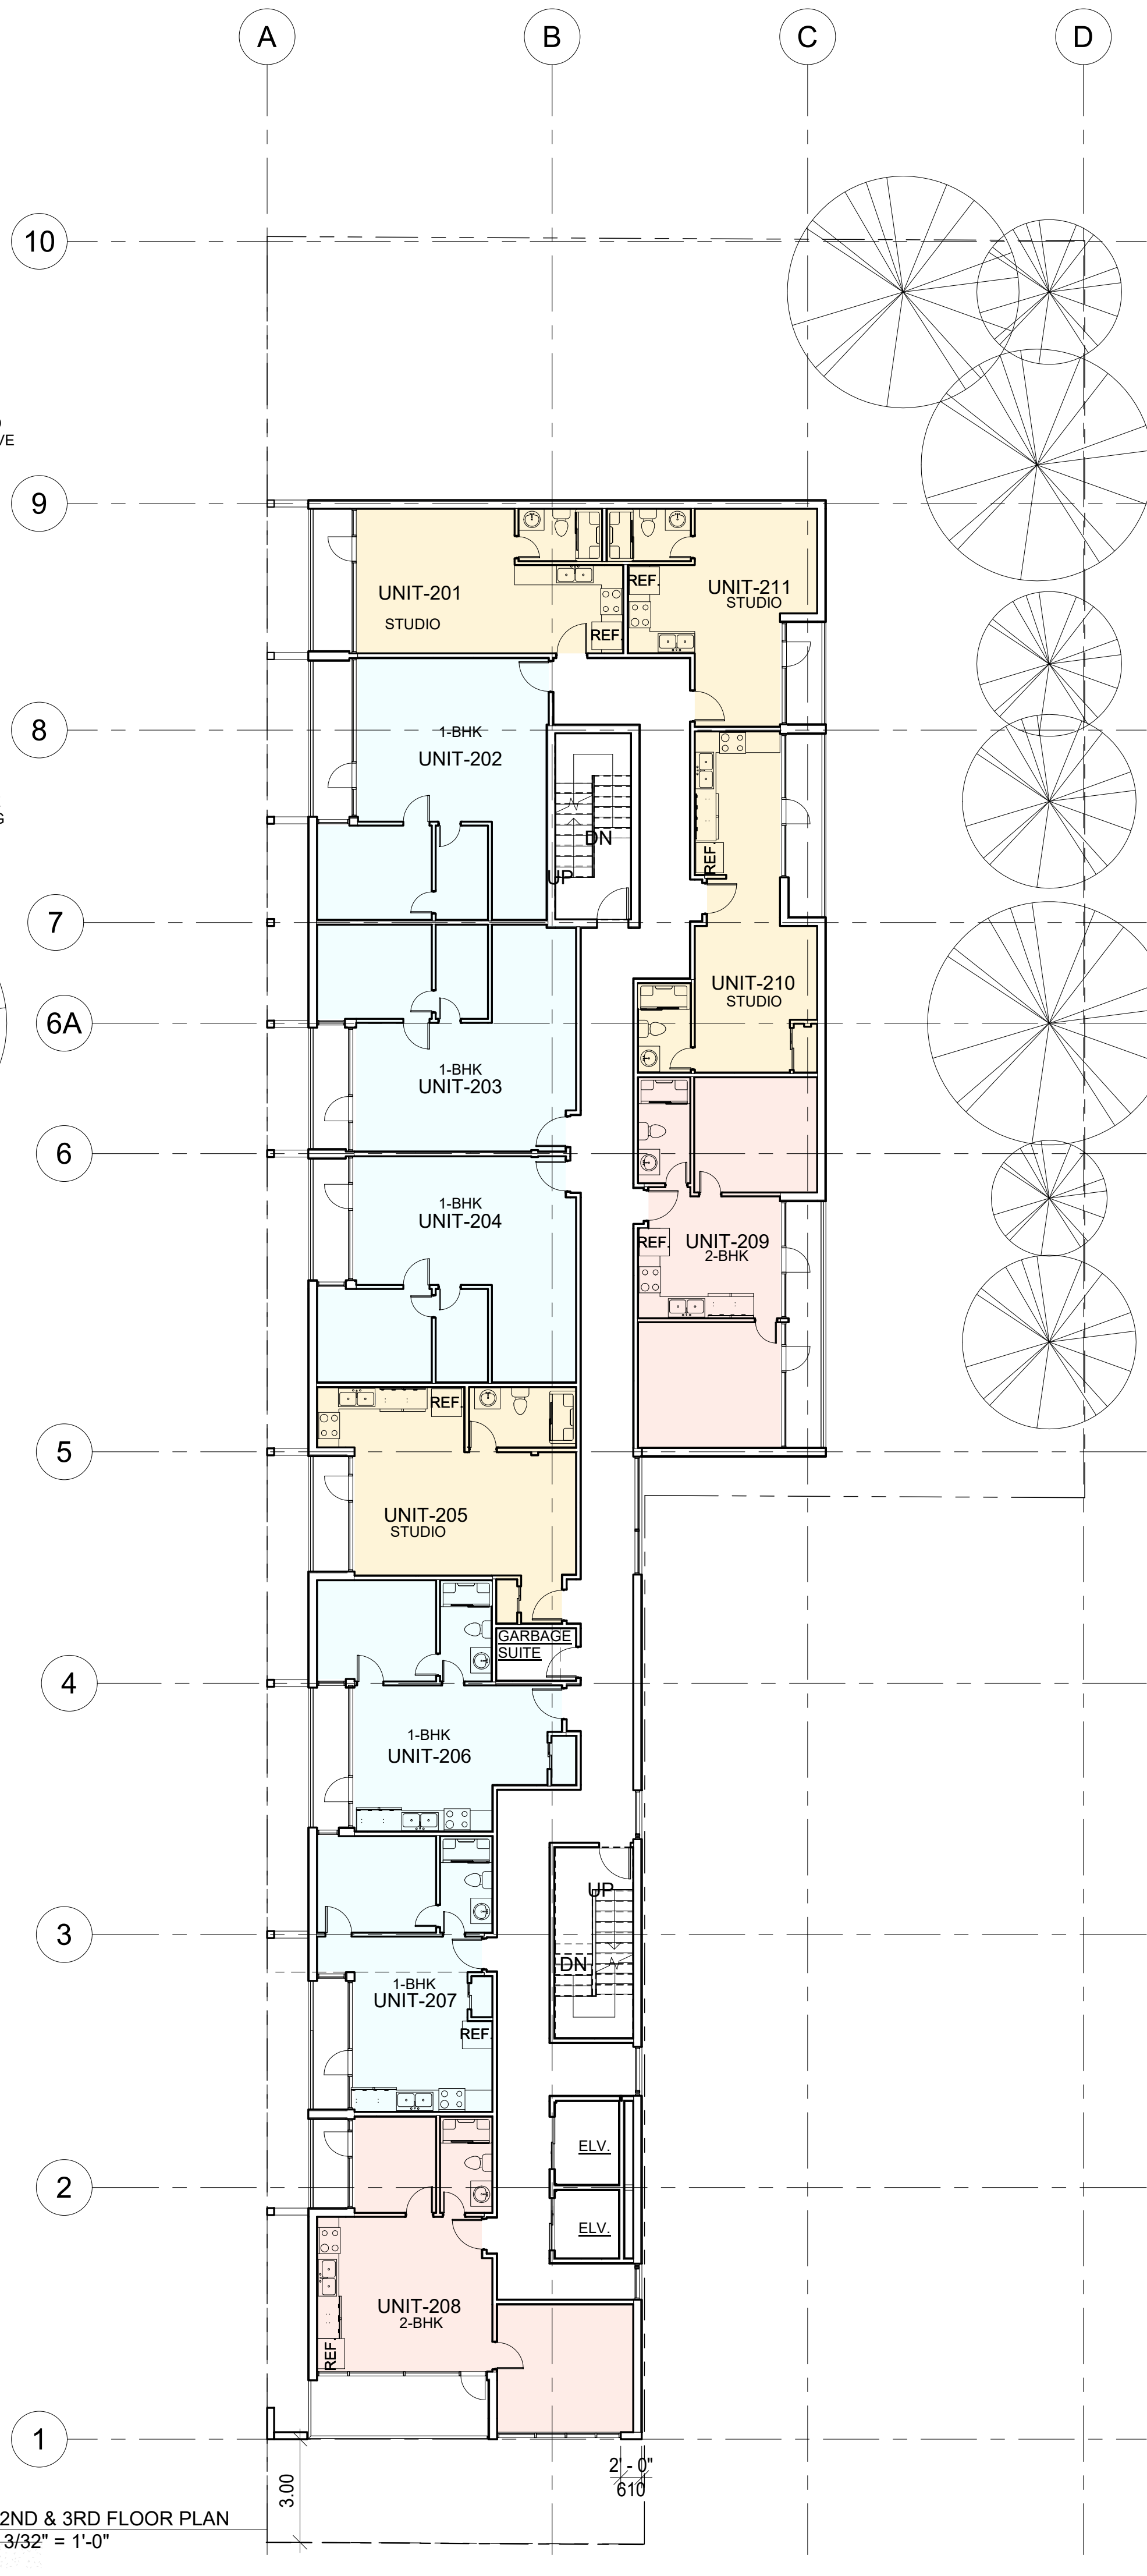 A
B
C
D
10
VE
9
UNIT-201
STUDIO
REF.
REF.
UNIT-211
STUDIO
8
1-BHK
UNIT-202
G
DN
UP
REF.
7
UNIT-210
STUDIO
6A
1-BHK
UNIT-203
6
1-BHK
UNIT-204
REF.
UNIT-209
2-BHK
REF.
5
UNIT-205
STUDIO
GARBAGE
SUITE
4
1-BHK
UNIT-206
UP
3
DN
1-BHK
UNIT-207
REF.
ELV.
2
ELV.
UNIT-208
2-BHK
REF.
1
2' - 0"
610
3.00
2ND & 3RD FLOOR PLAN
3/32" = 1'-0"